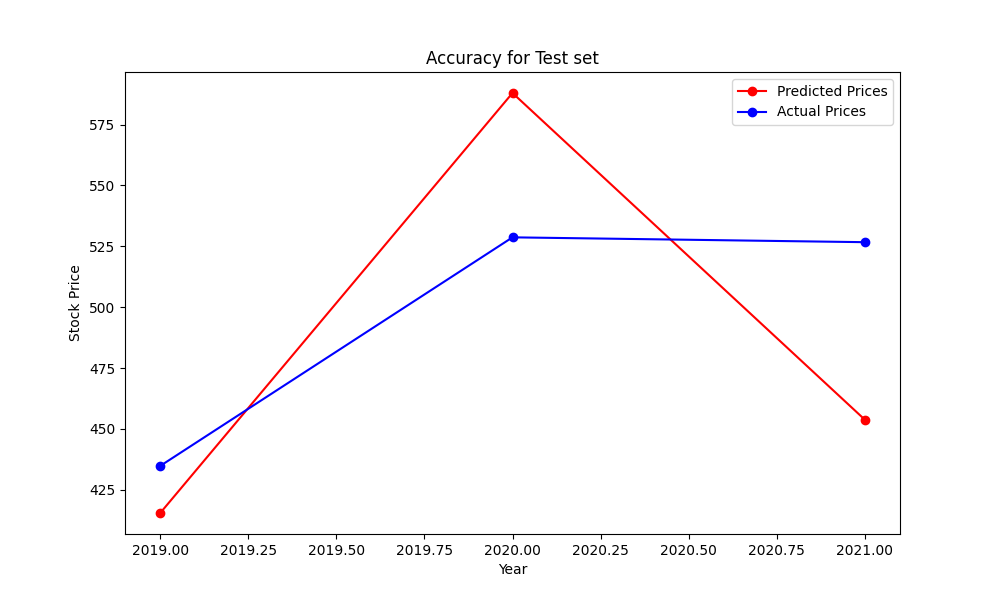 Accuracy for Test set
Predicted Prices
Actual Prices
575
550
525
500
475
450
425
Stock Price
2019.00 2019.25 2019.50 2019.75 2020.00 2020.25 2020.50 2020.75 2021.00
Year